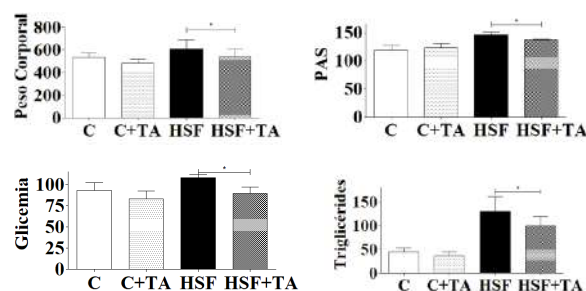 Peso Corporal
800
600
400
200
0
*
C C+TA HSF HSF+TA
PAS
150
100
50
0
*
C C+TA HSF HSF+TA
Glicemia
100
75
50
25
0
*
C C+TA HSF HSF+TA
Triglicérides
150
100
50
0
*
C C+TA HSF HSF+TA